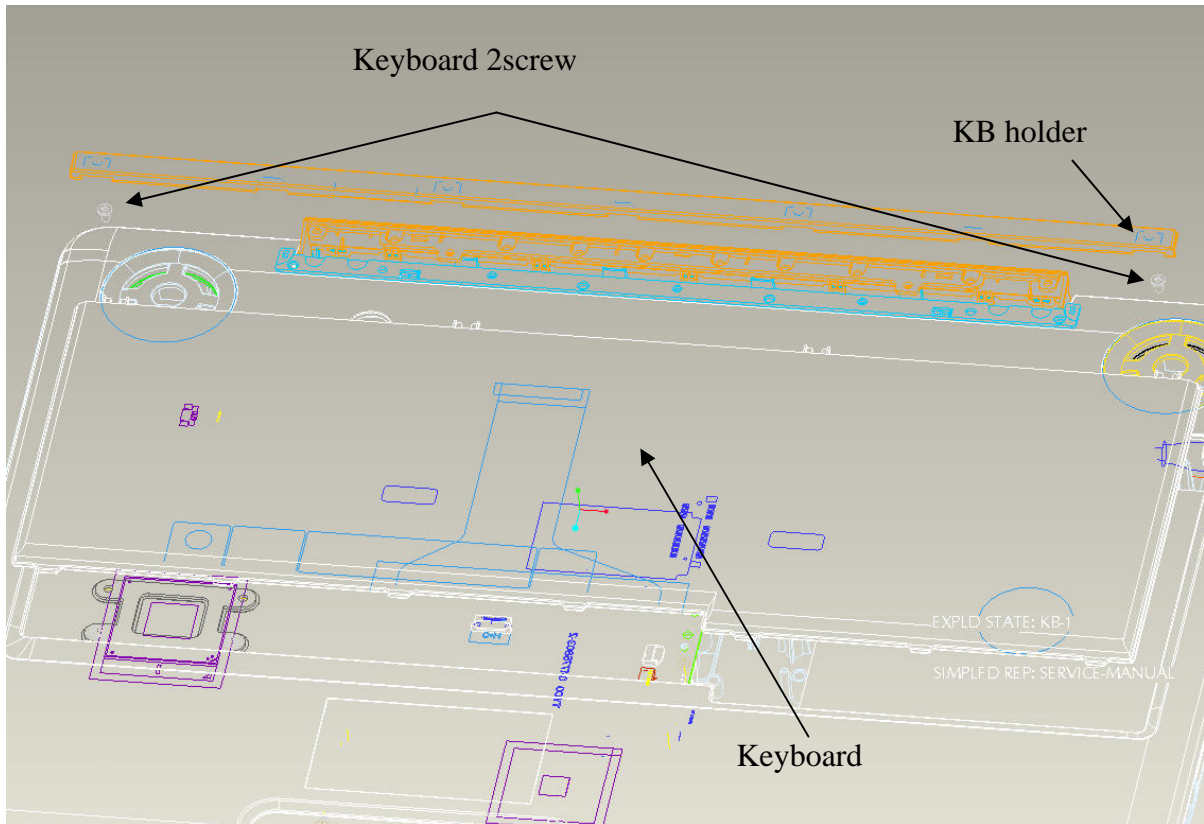 Keyboard 2screw
KB holder
EXPLD STATE: KB-1
SIMPLFD REP: SERVICE-MANUAL
Keyboard